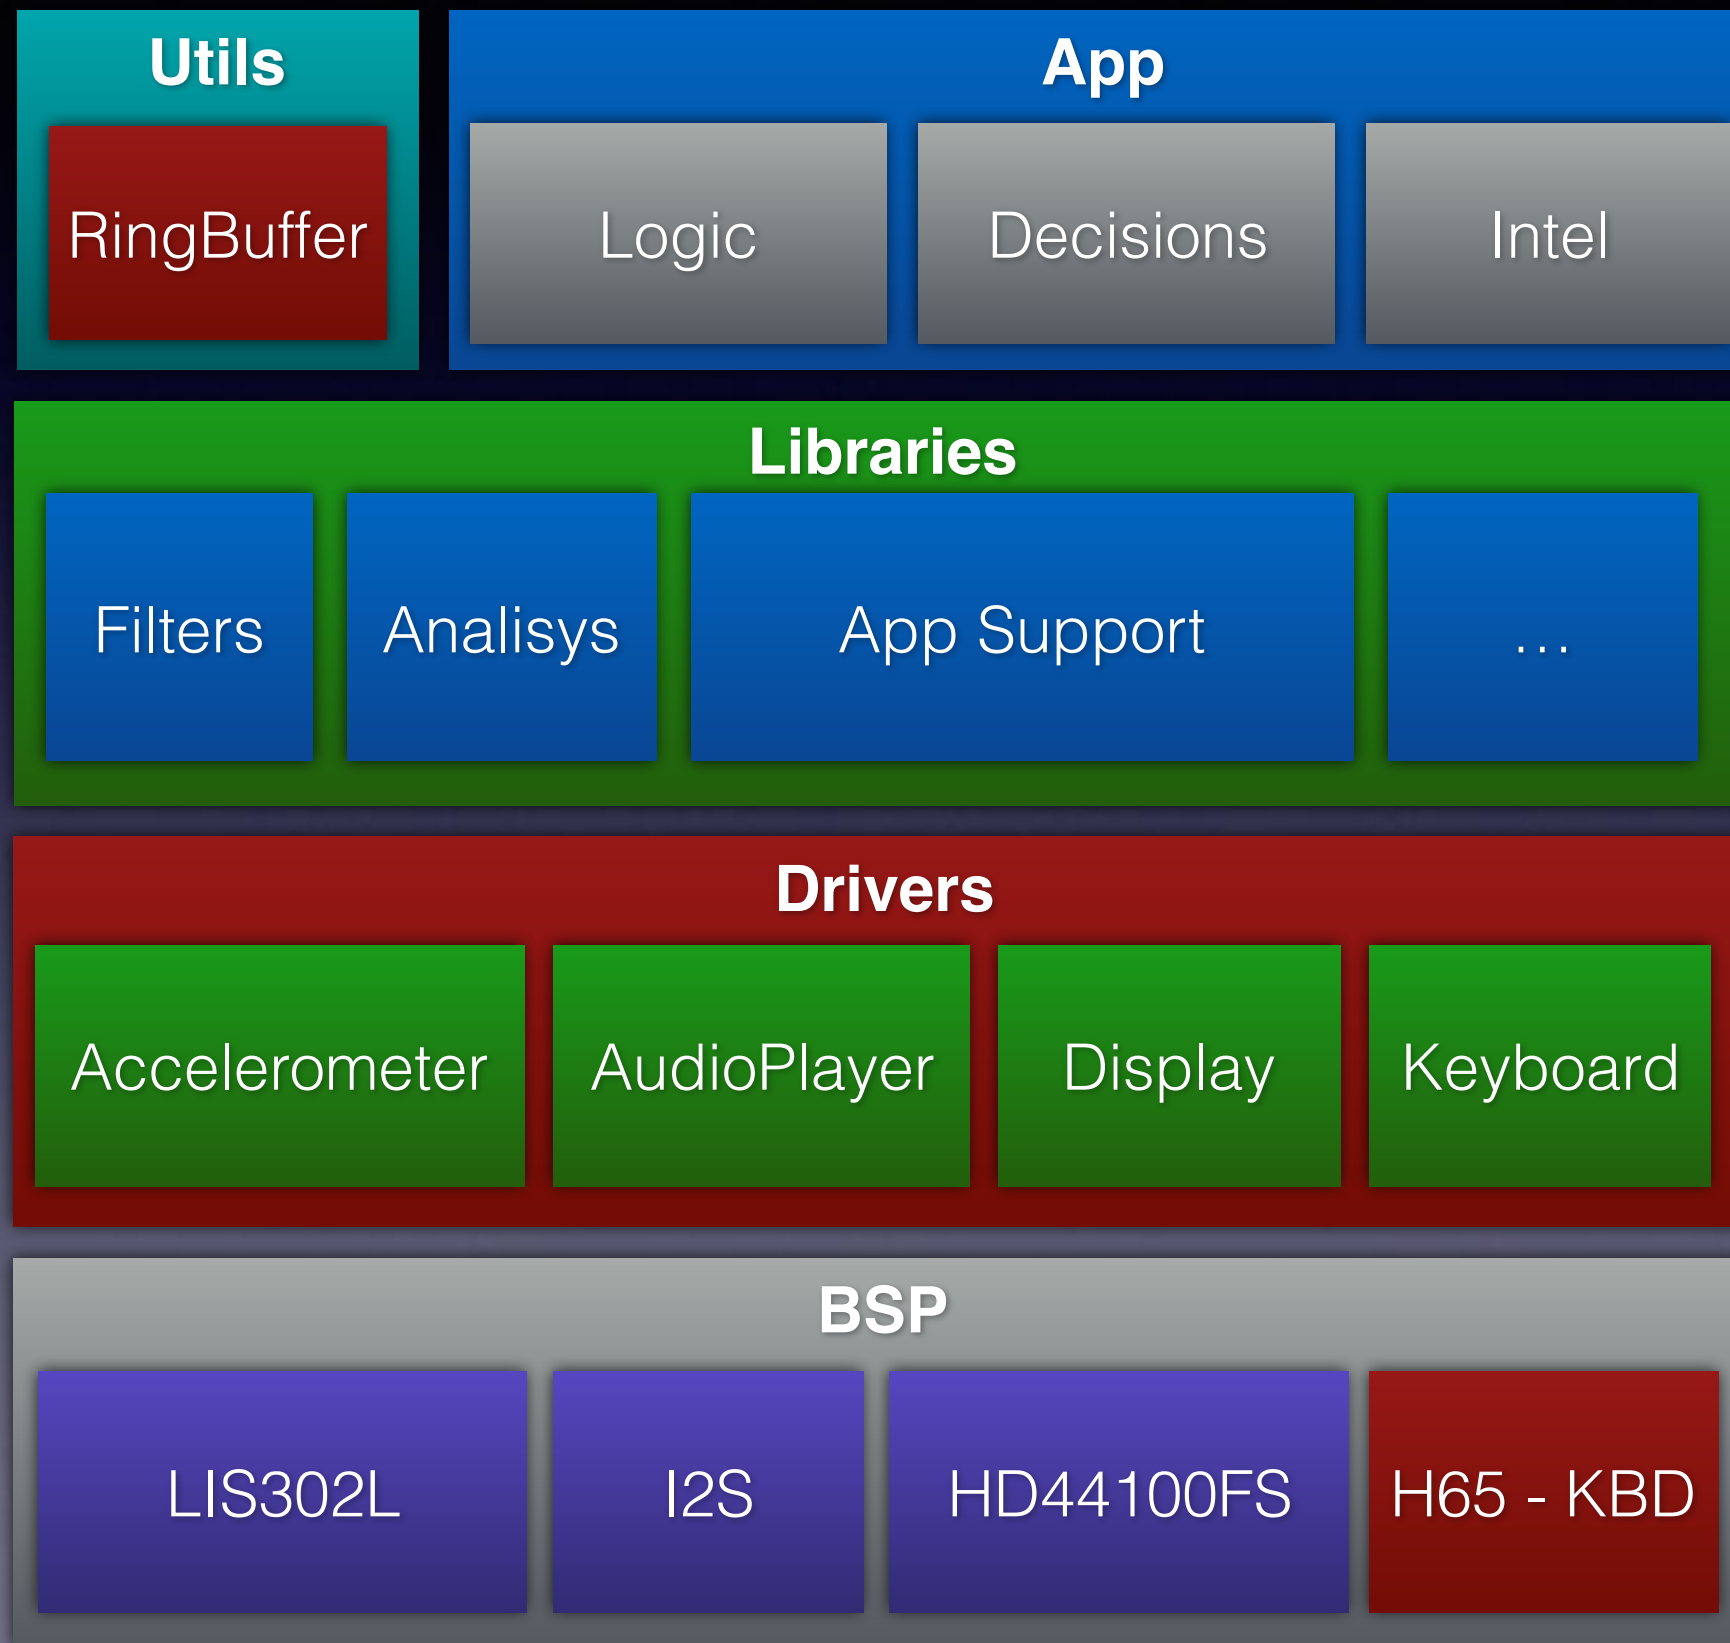 Utils
RingBuffer
App
Logic
Decisions
Intel
Libraries
Filters
Analisys
App Support
...
Drivers
Accelerometer
AudioPlayer
Display
Keyboard
BSP
LIS302L
I2S
HD44100FS
H65 - KBD